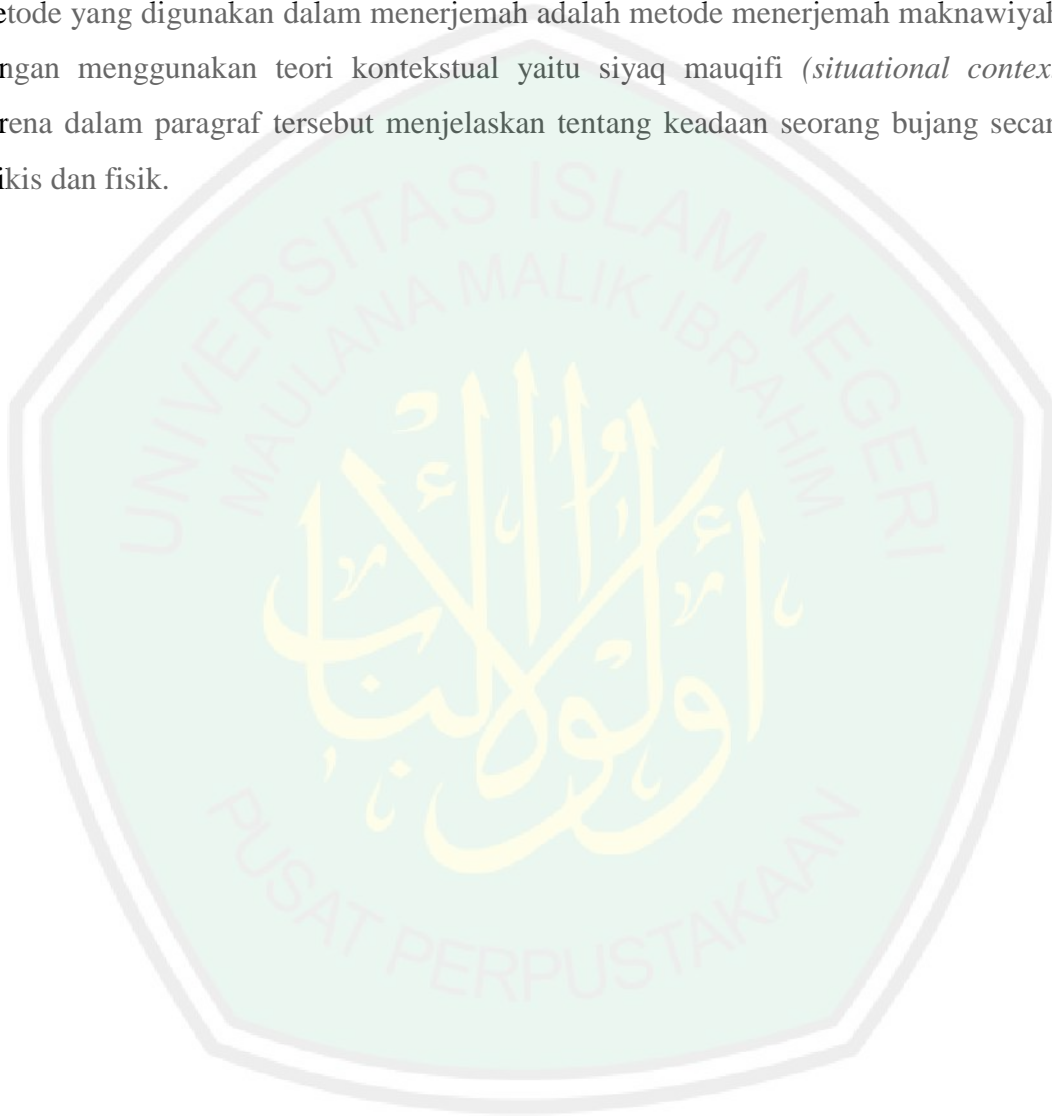 etode yang digunakan dalam menerjemah adalah metode menerjemah maknawiyah
ngan menggunakan teori kontekstual yaitu siyaq mauqifi (situational contex
rena dalam paragraf tersebut menjelaskan tentang keadaan seorang bujang secar
ikis dan fisik.
UNIVERSITAS ISLAM NEGERI
MAULANA MALIK IBRAHIM
أولوا الألباب
PUSAT PERPUSTAKAAN